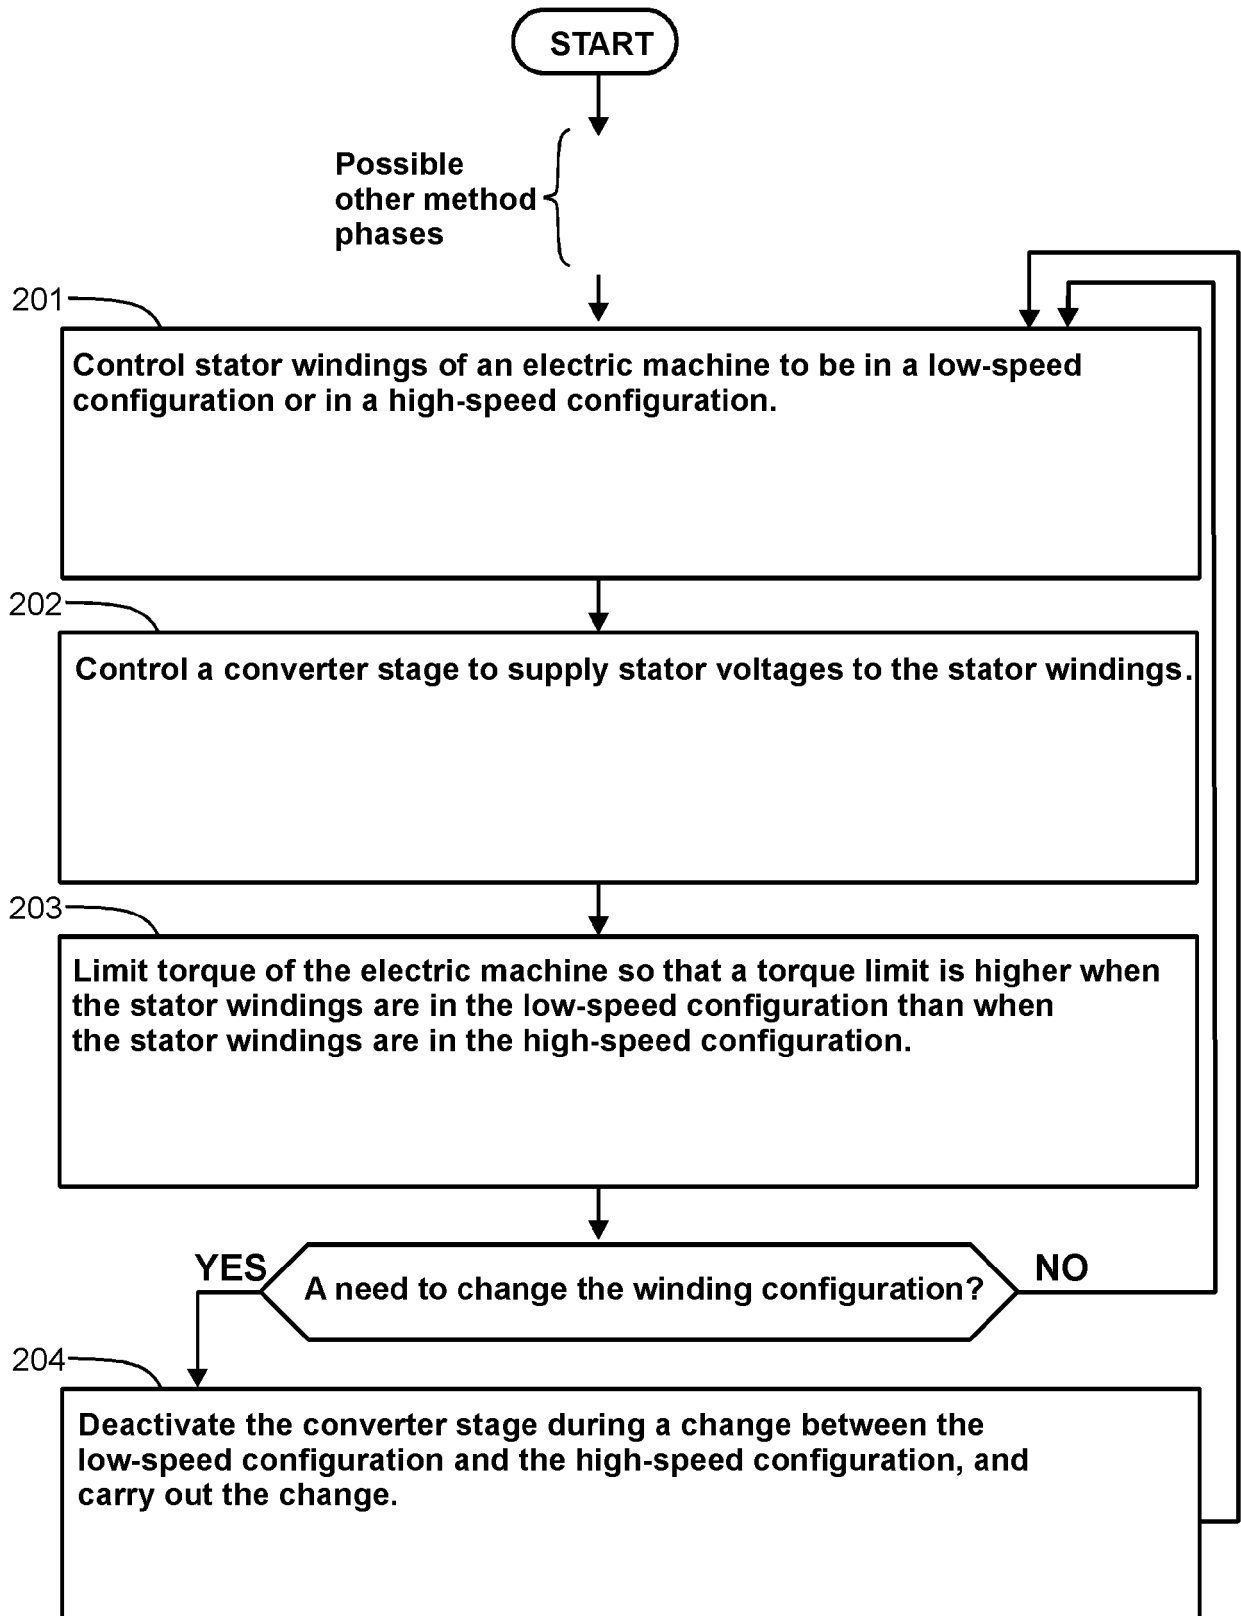 START
Possible
other method
phases
201
Control stator windings of an electric machine to be in a low-speed
configuration or in a high-speed configuration.
202
Control a converter stage to supply stator voltages to the stator windings.
203
Limit torque of the electric machine so that a torque limit is higher when
the stator windings are in the low-speed configuration than when
the stator windings are in the high-speed configuration.
YES
A need to change the winding configuration?
NO
204
Deactivate the converter stage during a change between the
low-speed configuration and the high-speed configuration, and
carry out the change.